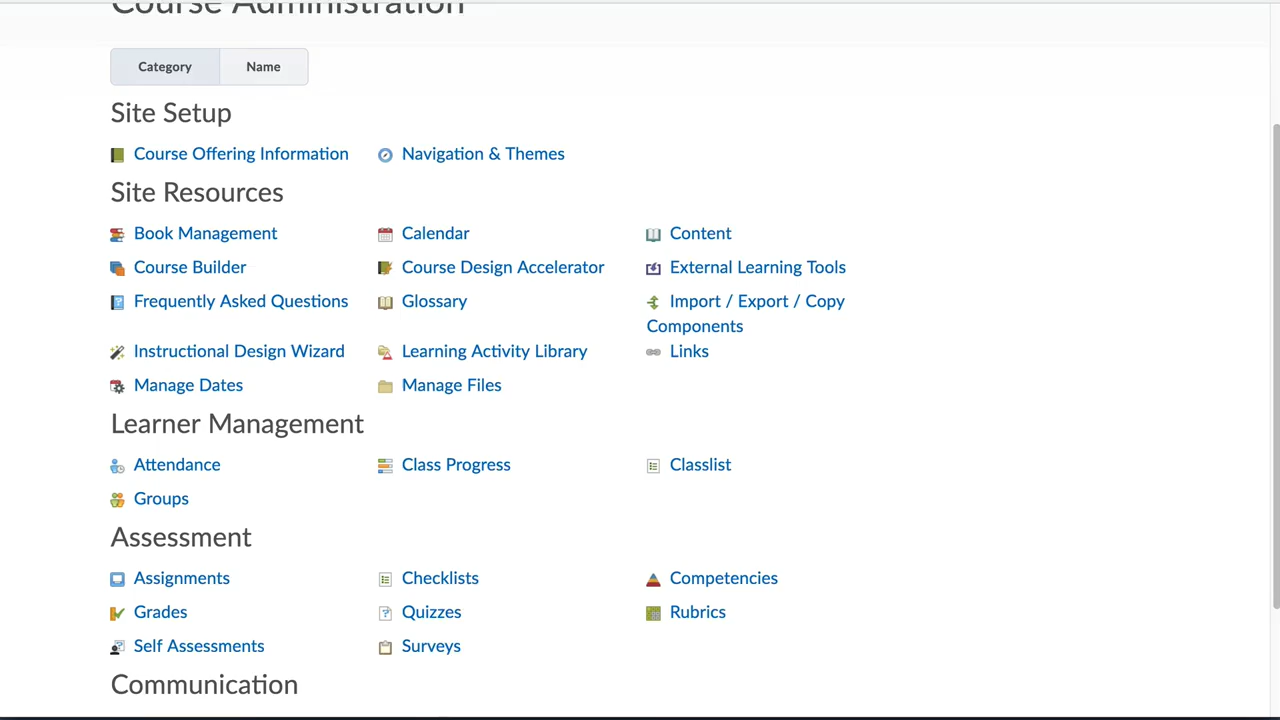 Course Administration
Category Name
Site Setup
Course Offering Information Navigation & Themes
Site Resources
Book Management Calendar Content
Course Builder Course Design Accelerator External Learning Tools
Frequently Asked Questions Glossary Import / Export / Copy
Components
Instructional Design Wizard Learning Activity Library Links
Manage Dates Manage Files
Learner Management
Attendance Class Progress Classlist
Groups
Assessment
Assignments Checklists Competencies
Grades Quizzes Rubrics
Self Assessments Surveys
Communication